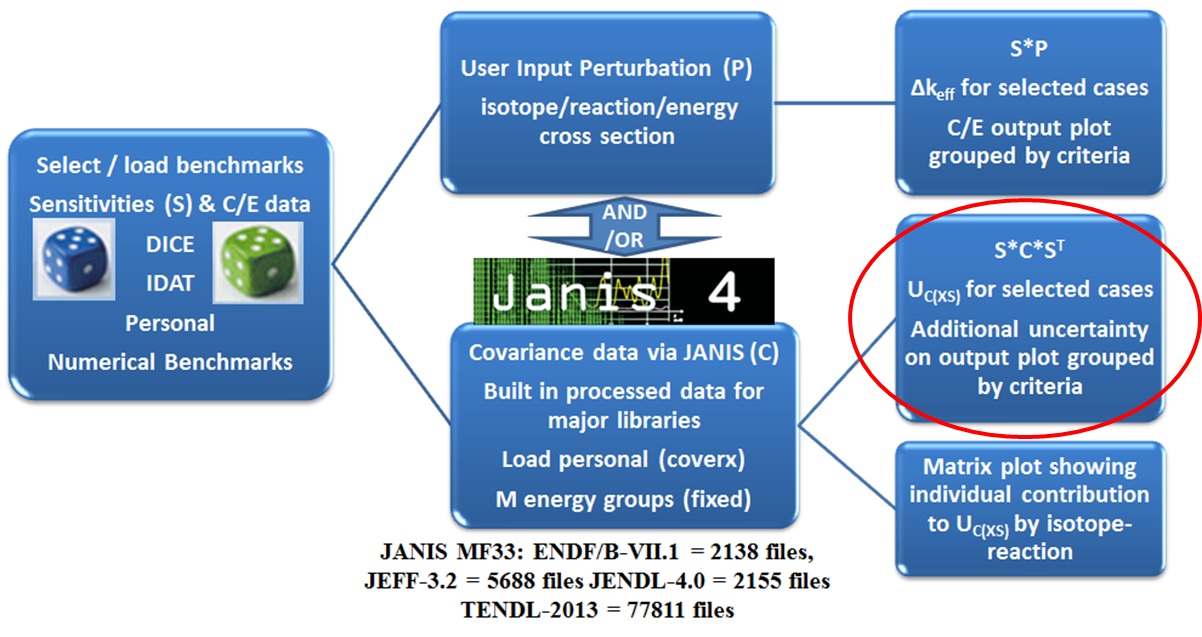 Select / load benchmarks
Sensitivities (S) & C/E data
DICE
IDAT
Personal
Numerical Benchmarks
User Input Perturbation (P)
isotope/reaction/energy
cross section
AND
/OR
Janis 4
Covariance data via JANIS (C)
Built in processed data for
major libraries
Load personal (coverx)
M energy groups (fixed)
JANIS MF33: ENDF/B-VII.1 = 2138 files,
JEFF-3.2 = 5688 files JENDL-4.0 = 2155 files
TENDL-2013 = 77811 files
S*P
Δkeff for selected cases
C/E output plot
grouped by criteria
S*C*Sᵀ
UC(XS) for selected cases
Additional uncertainty
on output plot grouped
by criteria
Matrix plot showing
individual contribution
to UC(XS) by isotope-
reaction